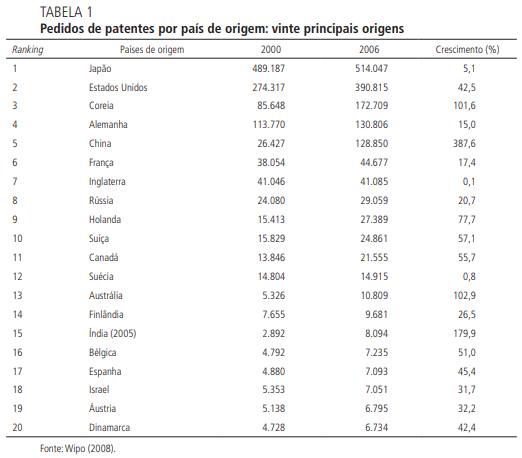 TABELA 1
Pedidos de patentes por país de origem: vinte principais origens
Ranking Países de origem 2000 2006 Crescimento (%)
1 Japão 489.187 514.047 5,1
2 Estados Unidos 274.317 390.815 42,5
3 Coreia 85.648 172.709 101,6
4 Alemanha 113.770 130.806 15,0
5 China 26.427 128.850 387,6
6 França 38.054 44.677 17,4
7 Inglaterra 41.046 41.085 0,1
8 Rússia 24.080 29.059 20,7
9 Holanda 15.413 27.389 77,7
10 Suíça 15.829 24.861 57,1
11 Canadá 13.846 21.555 55,7
12 Suécia 14.804 14.915 0,8
13 Austrália 5.326 10.809 102,9
14 Finlândia 7.655 9.681 26,5
15 Índia (2005) 2.892 8.094 179,9
16 Bélgica 4.792 7.235 51,0
17 Espanha 4.880 7.093 45,4
18 Israel 5.353 7.051 31,7
19 Áustria 5.138 6.795 32,2
20 Dinamarca 4.728 6.734 42,4
Fonte: Wipo (2008).